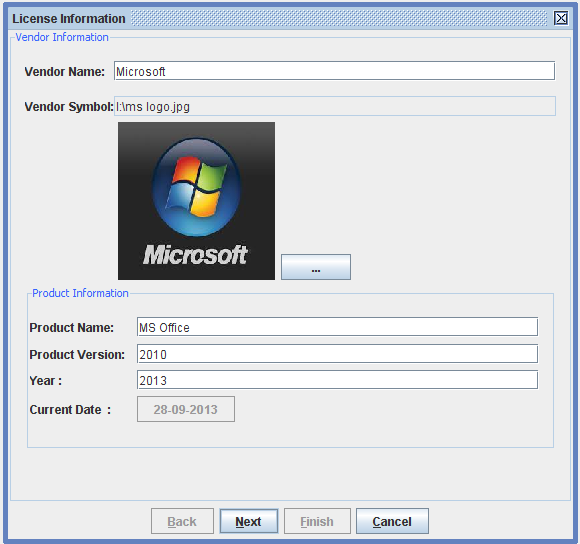 License Information
Vendor Information
Vendor Name: Microsoft
Vendor Symbol: I:\ms logo.jpg
Microsoft
...
Product Information
Product Name: MS Office
Product Version: 2010
Year : 2013
Current Date : 28-09-2013
Back Next Finish Cancel